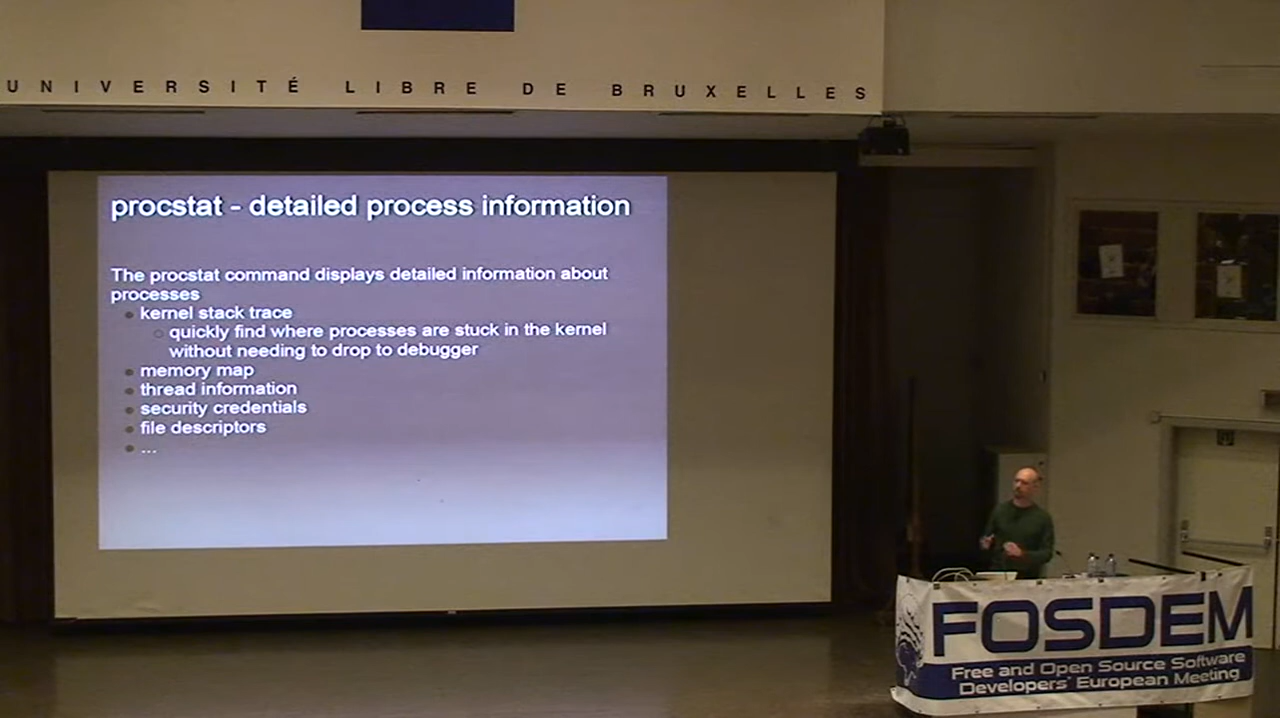 UNIVERSITÉ LIBRE DE BRUXELLES
procstat - detailed process information
The procstat command displays detailed information about
processes
kernel stack trace
quickly find where processes are stuck in the kernel
without needing to drop to debugger
memory map
thread information
security credentials
file descriptors
...
FOSDEM
Free and Open Source Software
Developers' European Meeting